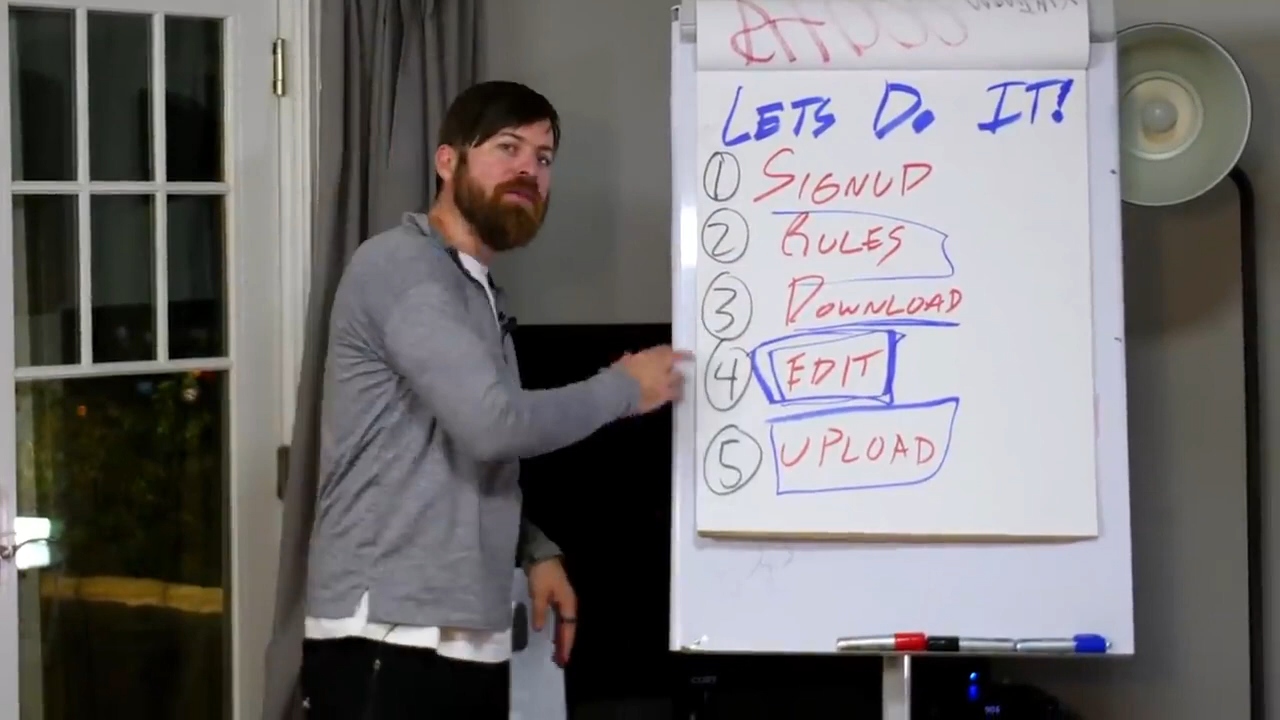 LETS DO IT!
1 SIGNUP
2 RULES
3 DOWNLOAD
4 EDIT
5 UPLOAD